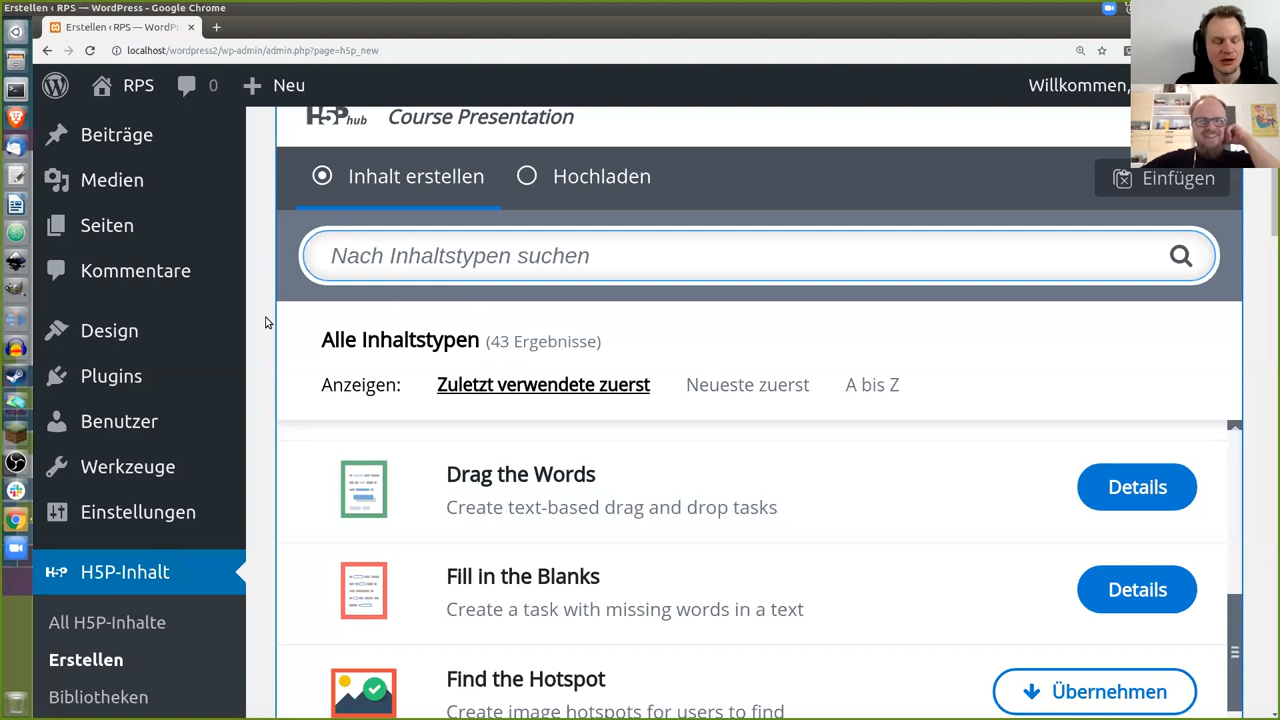 Erstellen ‹ RPS — WordPress - Google Chrome
Erstellen ‹ RPS — WordPr
localhost/wordpress2/wp-admin/admin.php?page=h5p_new
RPS
0
Neu
Willkommen,
Beiträge
Medien
Seiten
Kommentare
Design
Plugins
Benutzer
Werkzeuge
Einstellungen
H5P H5P-Inhalt
All H5P-Inhalte
Erstellen
Bibliotheken
H5P hub Course Presentation
Inhalt erstellen
Hochladen
Einfügen
Nach Inhaltstypen suchen
Alle Inhaltstypen (43 Ergebnisse)
Anzeigen: Zuletzt verwendete zuerst Neueste zuerst A bis Z
Drag the Words
Create text-based drag and drop tasks
Details
Fill in the Blanks
Create a task with missing words in a text
Details
Find the Hotspot
Create image hotspots for users to find
Übernehmen